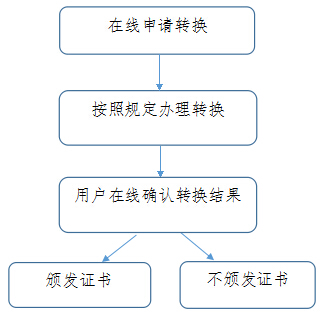 在线申请转换
按照规定办理转换
用户在线确认转换结果
颁发证书
不颁发证书